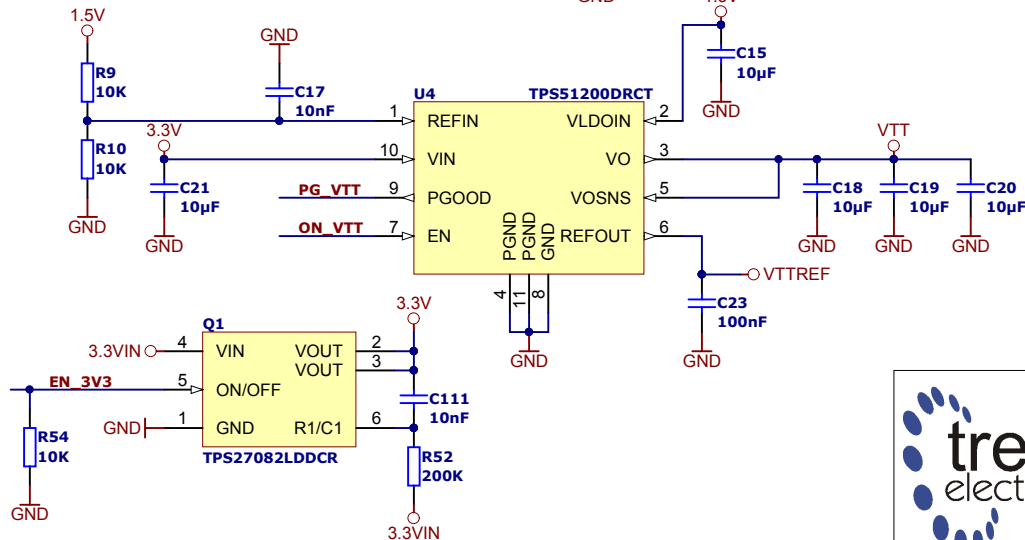 GND
1.5V
R9
10K
GND
C17
10nF
U4
TPS51200DRCT
C15
10µF
GND
1
REFIN
VLDOIN
2
R10
10K
GND
3.3V
C21
10µF
GND
10
VIN
VO
3
VTT
PG_VTT
9
PGOOD
VOSNS
5
C18
10µF
GND
C19
10µF
GND
C20
10µF
GND
ON_VTT
7
EN
REFOUT
6
PGND
PGND
GND
4
11
8
GND
VTTREF
C23
100nF
GND
Q1
3.3V
3.3VIN
4
VIN
VOUT
2
VOUT
3
EN_3V3
5
ON/OFF
C111
10nF
GND
1
GND
R1/C1
6
R54
10K
GND
TPS27082LDDCR
R52
200K
3.3VIN
tre
elect